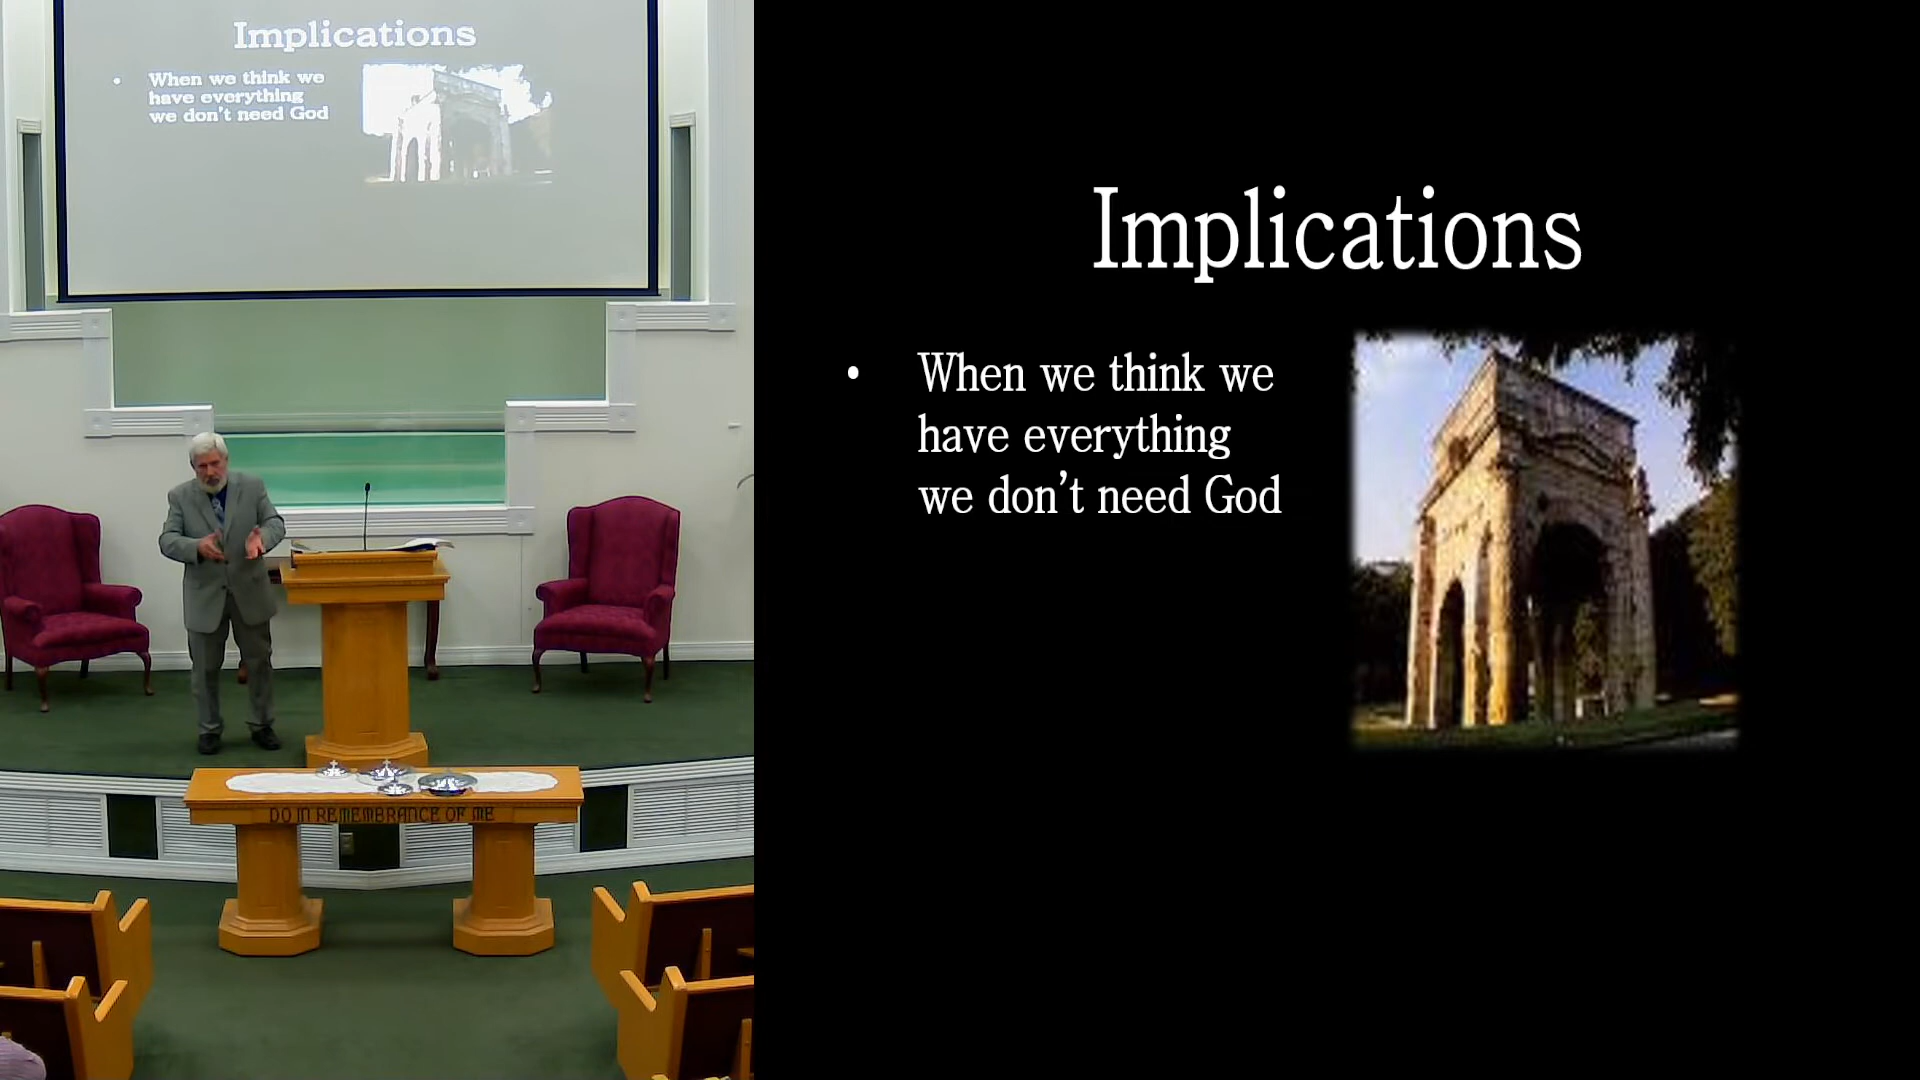 Implications
• When we think we
have everything
we don't need God
DO IN REMEMBRANCE OF ME
Implications
• When we think we
have everything
we don’t need God